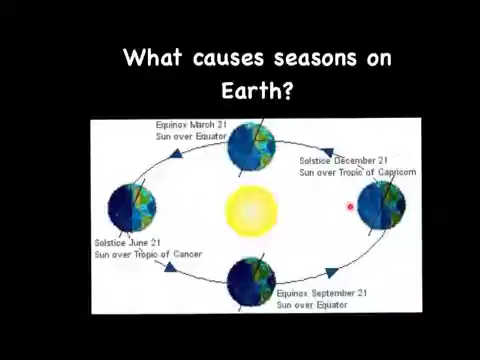 What causes seasons on
Earth?
Equinox March 21
Sun over Equator
Solstice December 21
Sun over Tropic of Capricorn
Solstice June 21
Sun over Tropic of Cancer
Equinox September 21
Sun over Equator